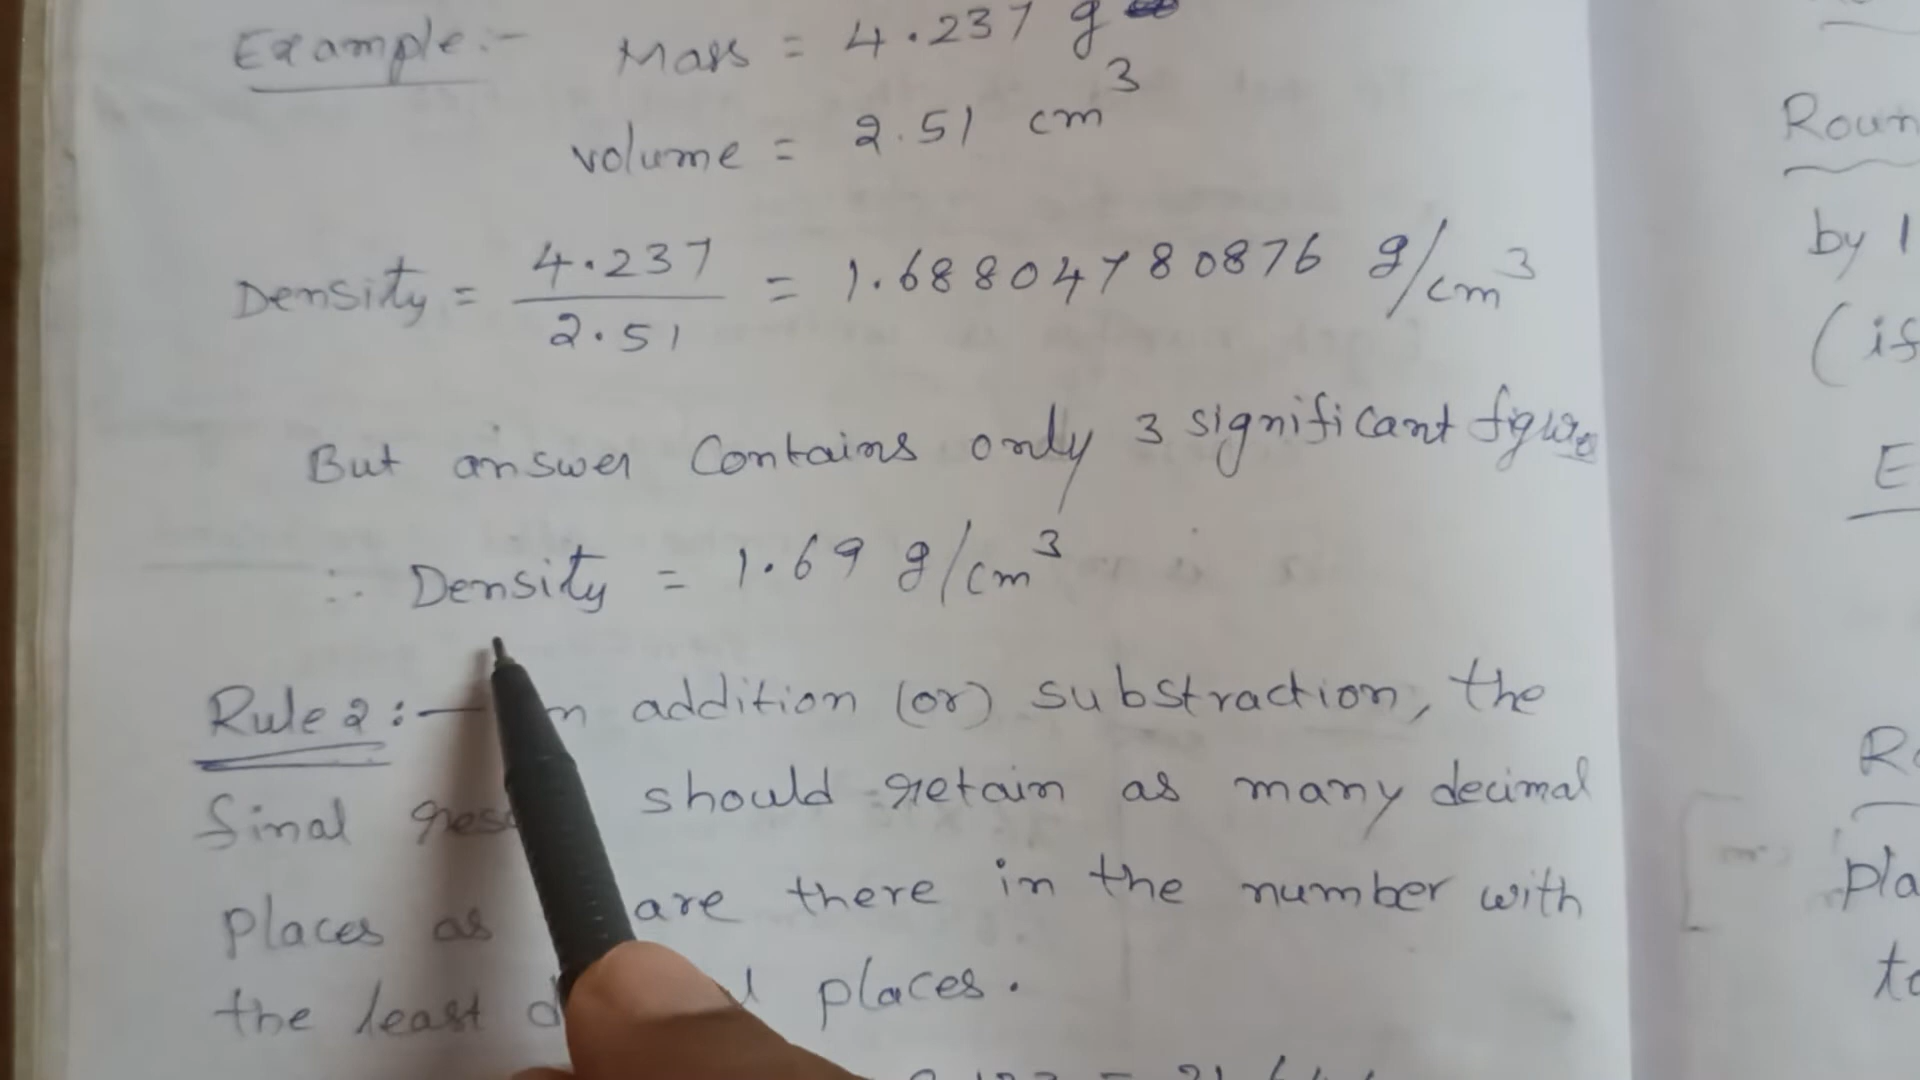 Example:- Mass = 4.237 g
volume = 2.51 cm³
Density = 4.237 / 2.51 = 1.68804780876 g/cm³
But answer contains only 3 significant figure
∴ Density = 1.69 g/cm³
Rule 2:- addition (or) substraction, the
final should retain as many decimal
places as are there in the number with
the least places.
Roun
by 1
(if
E
pla
to